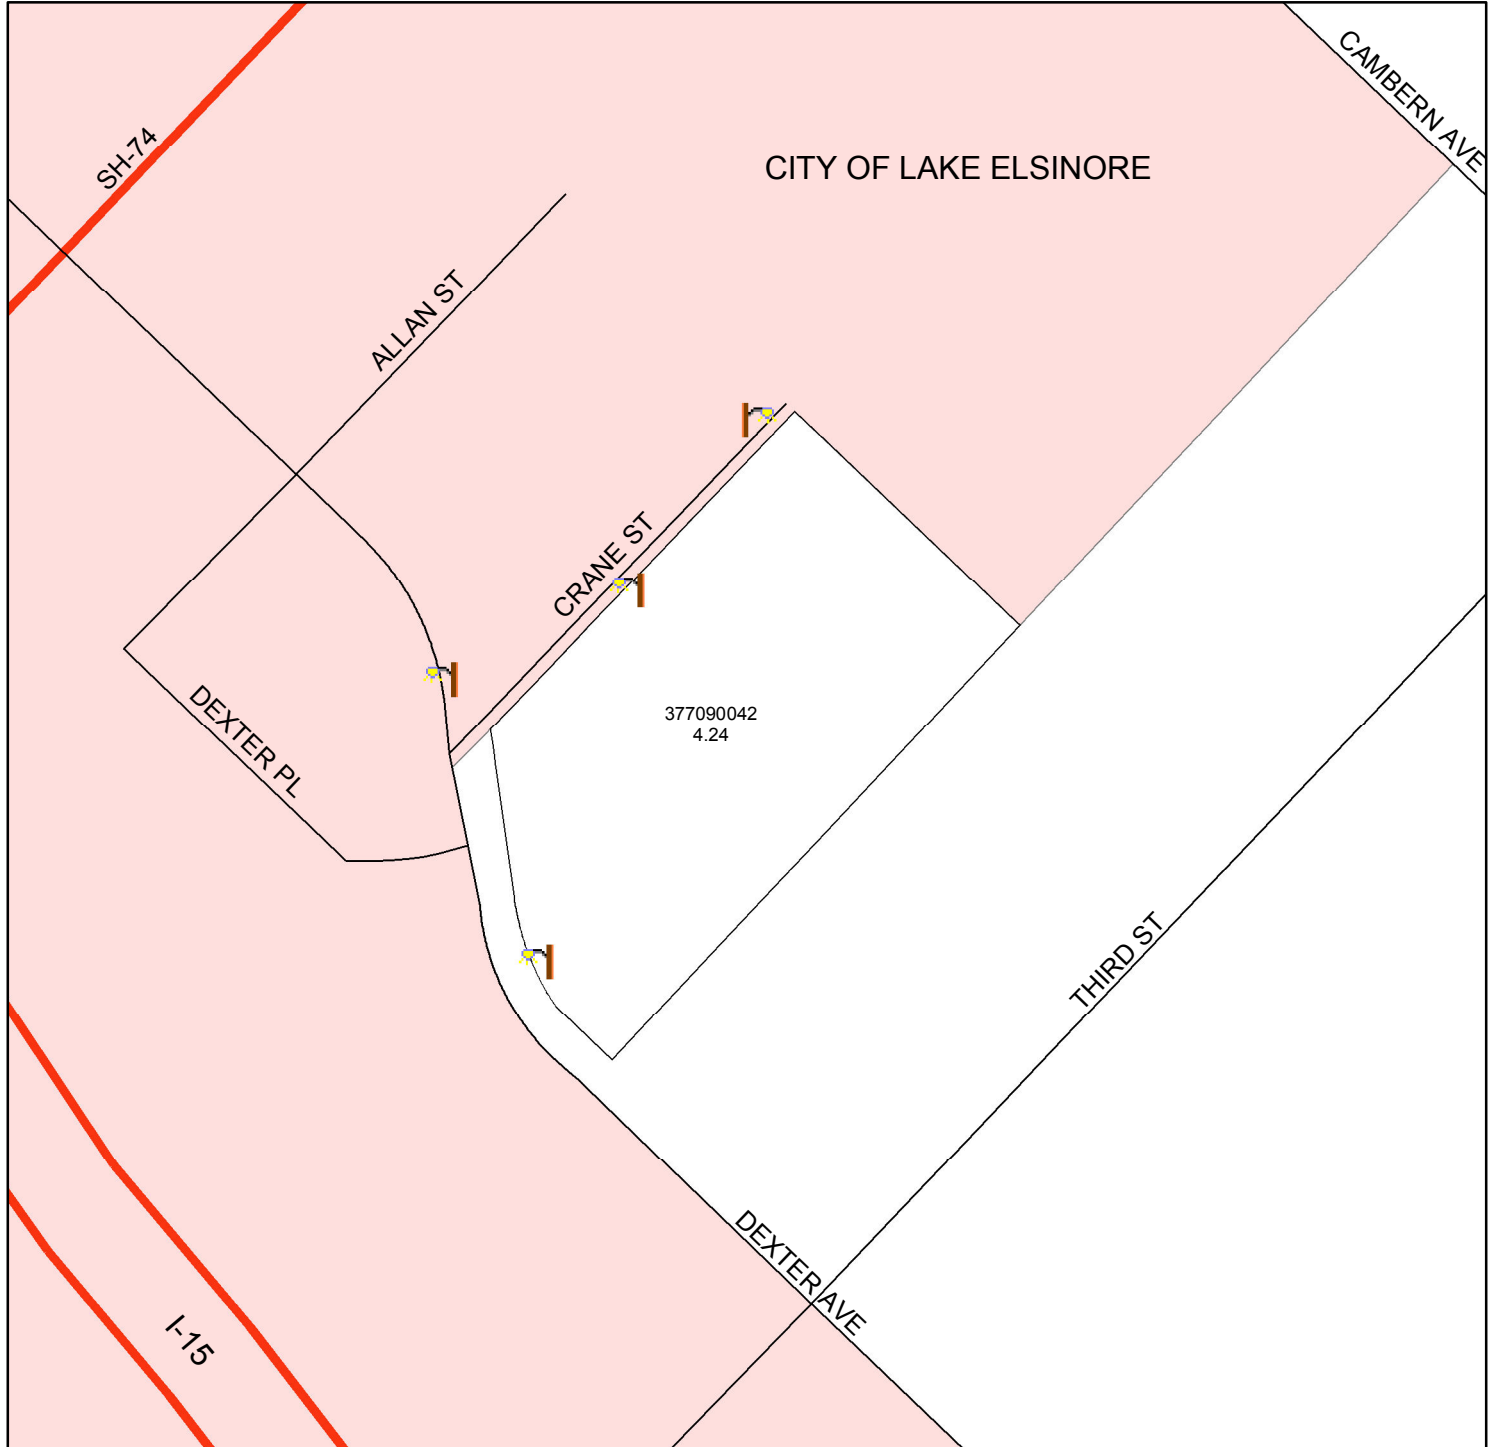 CAMBERN AVE
SH-74
CITY OF LAKE ELSINORE
ALLAN ST
CRANE ST
DEXTER PL
377090042
4.24
THIRD ST
DEXTER AVE
I-15